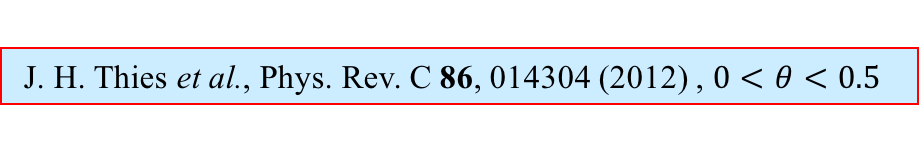 J. H. Thies et al., Phys. Rev. C 86, 014304 (2012) , 0 < θ < 0.5